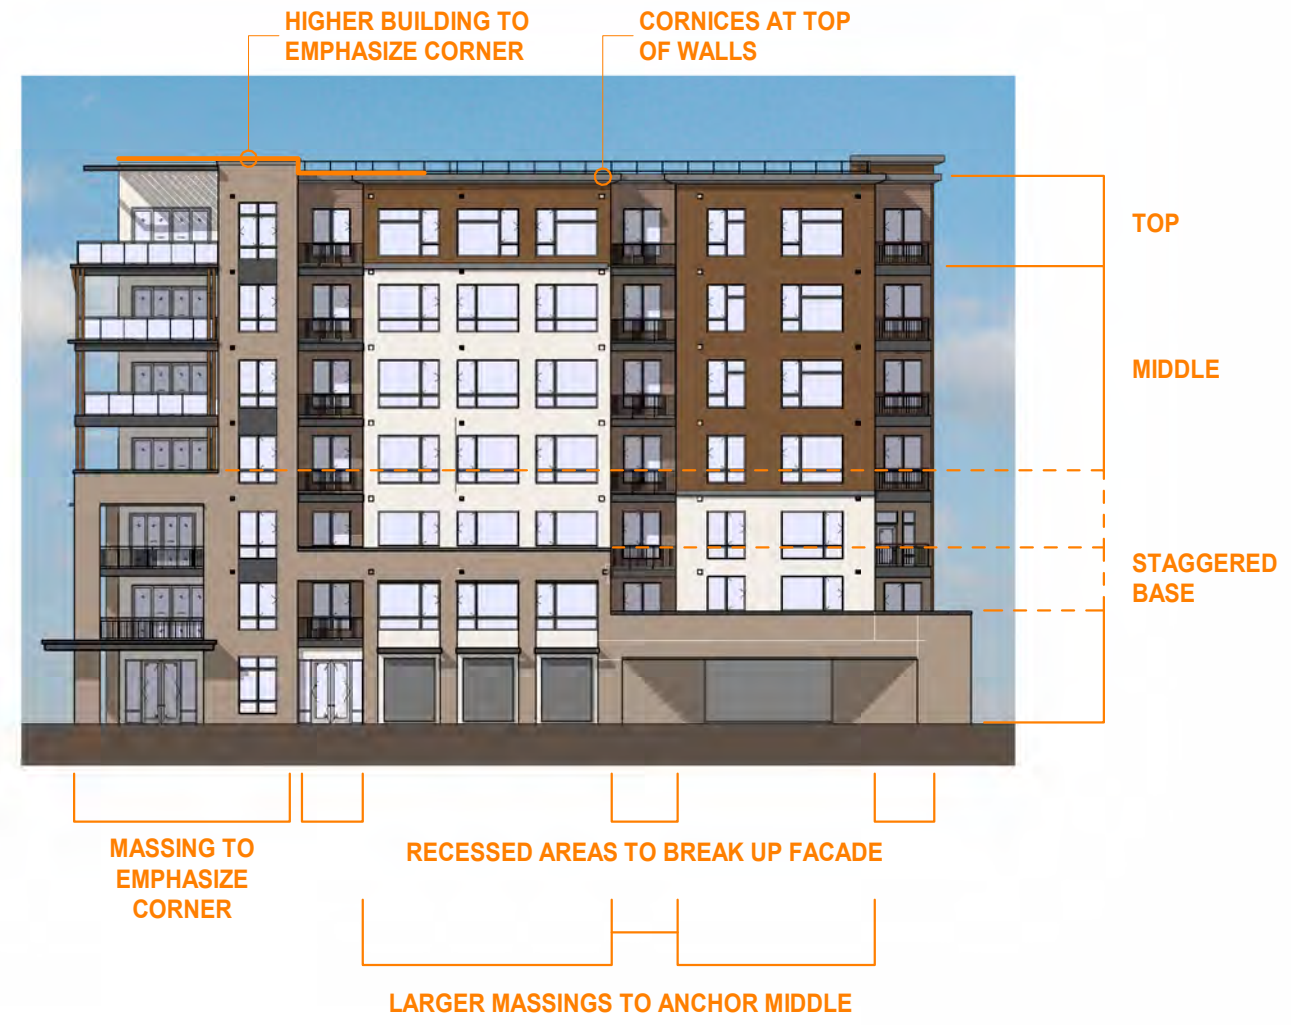 HIGHER BUILDING TO
EMPHASIZE CORNER
CORNICES AT TOP
OF WALLS
TOP
MIDDLE
STAGGERED
BASE
MASSING TO
EMPHASIZE
CORNER
RECESSED AREAS TO BREAK UP FACADE
LARGER MASSINGS TO ANCHOR MIDDLE